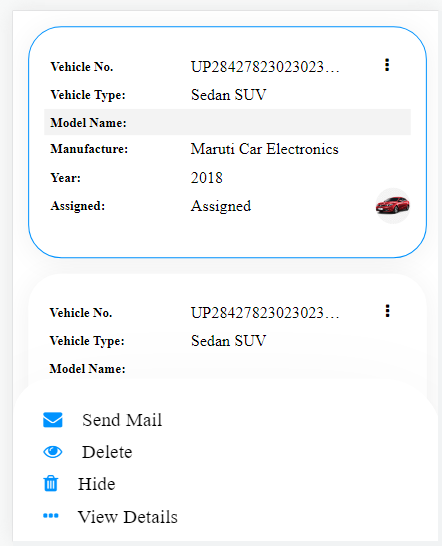 Vehicle No. UP28427823023023...
Vehicle Type: Sedan SUV
Model Name:
Manufacture: Maruti Car Electronics
Year: 2018
Assigned: Assigned
Vehicle No. UP28427823023023...
Vehicle Type: Sedan SUV
Model Name:
Send Mail
Delete
Hide
View Details